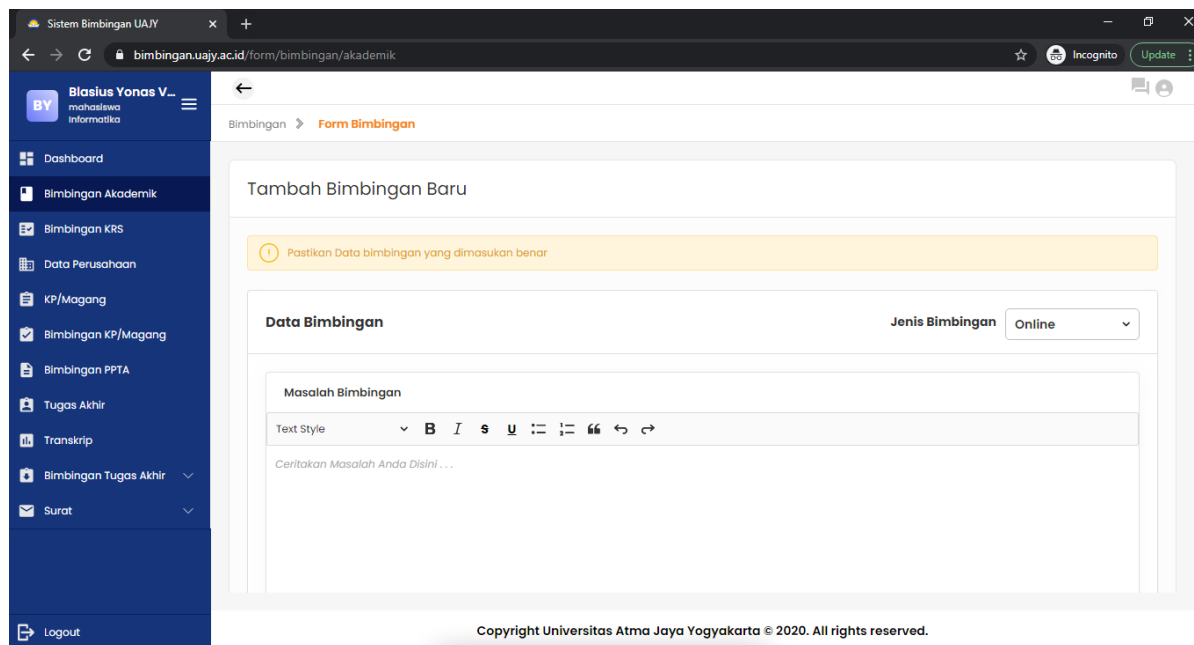 Sistem Bimbingan UAJY
bimbingan.uajy.ac.id/form/bimbingan/akademik
Incognito
Update
BY
Blasius Yonas V...
mahasiswa
Informatika
Bimbingan
Form Bimbingan
Dashboard
Bimbingan Akademik
Bimbingan KRS
Data Perusahaan
KP/Magang
Bimbingan KP/Magang
Bimbingan PPTA
Tugas Akhir
Transkrip
Bimbingan Tugas Akhir
Surat
Logout
Tambah Bimbingan Baru
Pastikan Data bimbingan yang dimasukan benar
Data Bimbingan
Jenis Bimbingan
Online
Masalah Bimbingan
Text Style
B I S U
Ceritakan Masalah Anda Disini . . .
Copyright Universitas Atma Jaya Yogyakarta © 2020. All rights reserved.